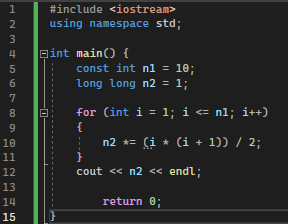 1 #include <iostream>
2 using namespace std;
3
4 int main() {
5 const int n1 = 10;
6 long long n2 = 1;
7
8 for (int i = 1; i <= n1; i++)
9 {
10 n2 *= (i * (i + 1)) / 2;
11 }
12 cout << n2 << endl;
13
14 return 0;
15 }